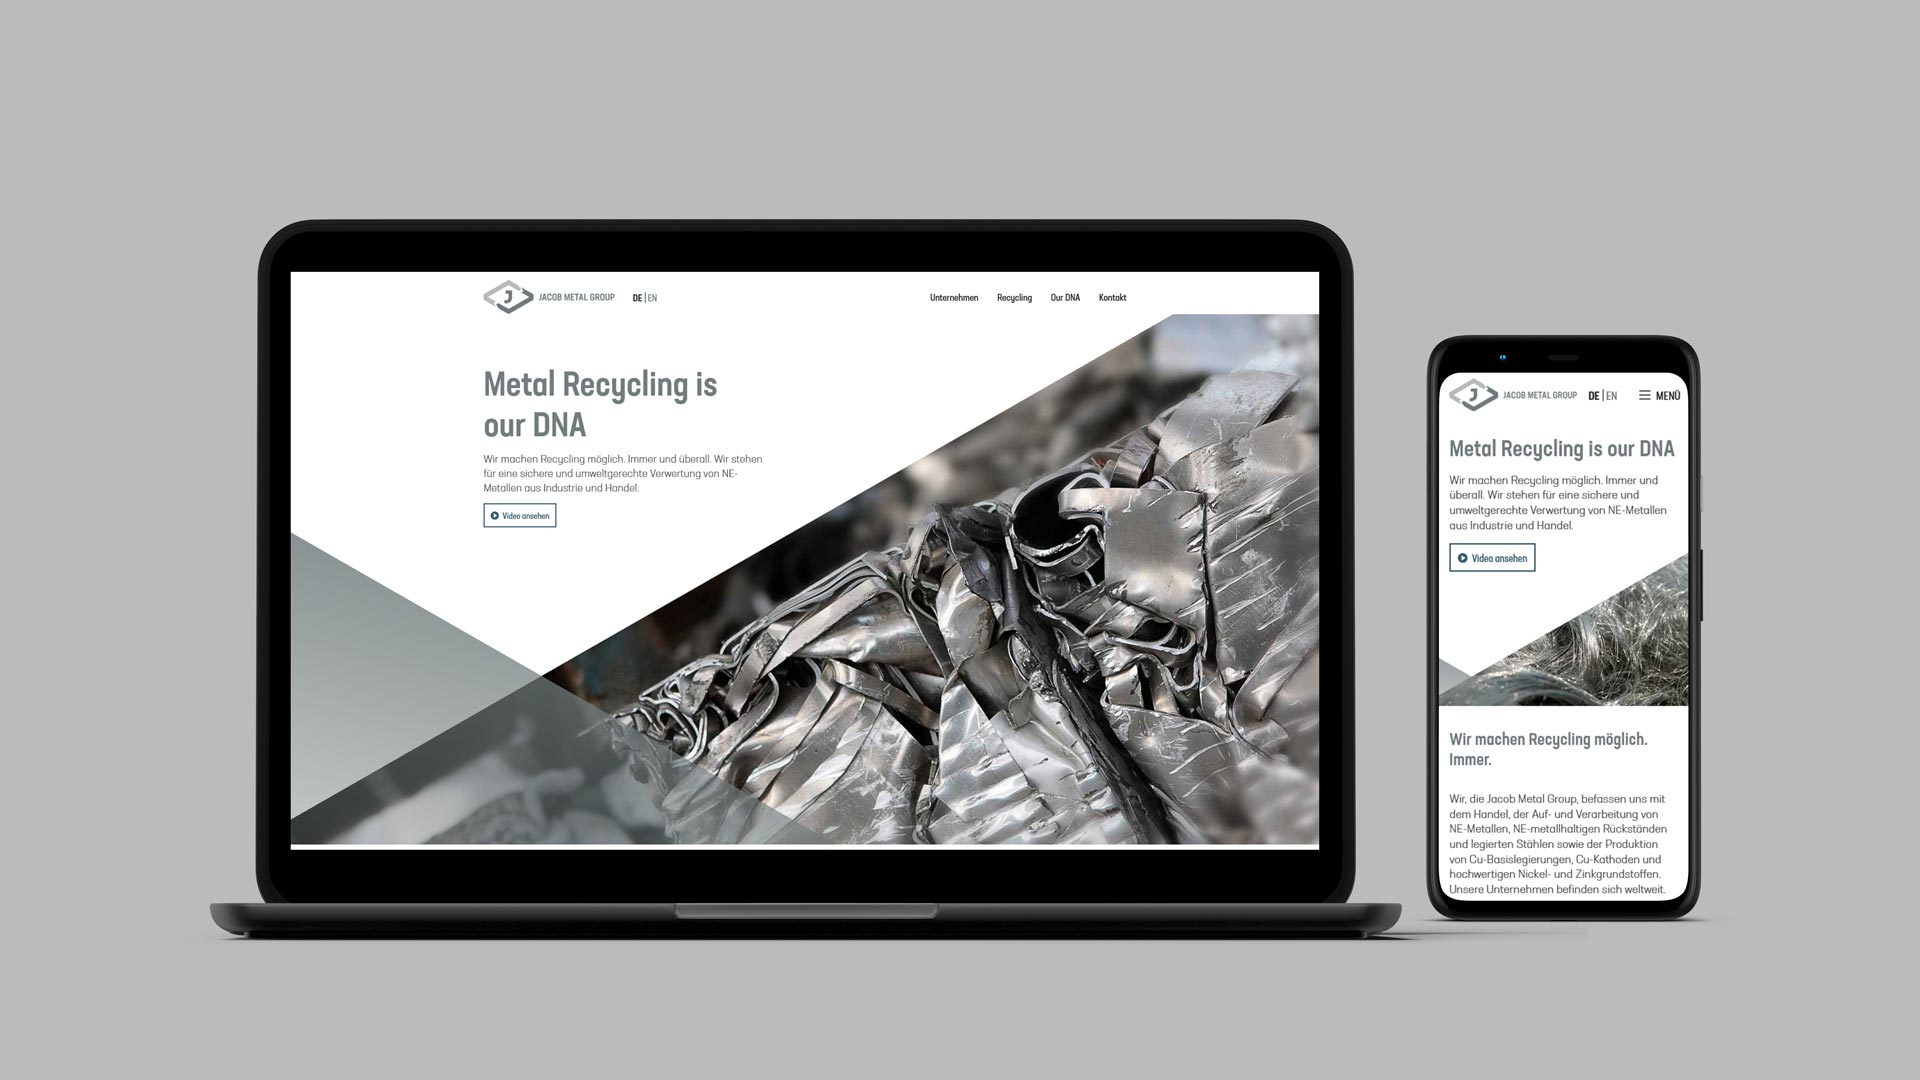 J
JACOB METAL GROUP
DE | EN
Unternehmen
Recycling
Our DNA
Kontakt
Metal Recycling is
our DNA
Wir machen Recycling möglich. Immer und überall. Wir stehen
für eine sichere und umweltgerechte Verwertung von NE-
Metallen aus Industrie und Handel.
Video ansehen
J
JACOB METAL GROUP
DE | EN
MENÜ
Metal Recycling is our DNA
Wir machen Recycling möglich. Immer und
überall. Wir stehen für eine sichere und
umweltgerechte Verwertung von NE-Metallen
aus Industrie und Handel.
Video ansehen
Wir machen Recycling möglich.
Immer.
Wir, die Jacob Metal Group, befassen uns mit
dem Handel, der Auf- und Verarbeitung von
NE-Metallen, NE-metallhaltigen Rückständen
und legierten Stählen sowie der Produktion
von Cu-Basislegierungen, Cu-Kathoden und
hochwertigen Nickel- und Zinkgrundstoffen.
Unsere Unternehmen befinden sich weltweit.